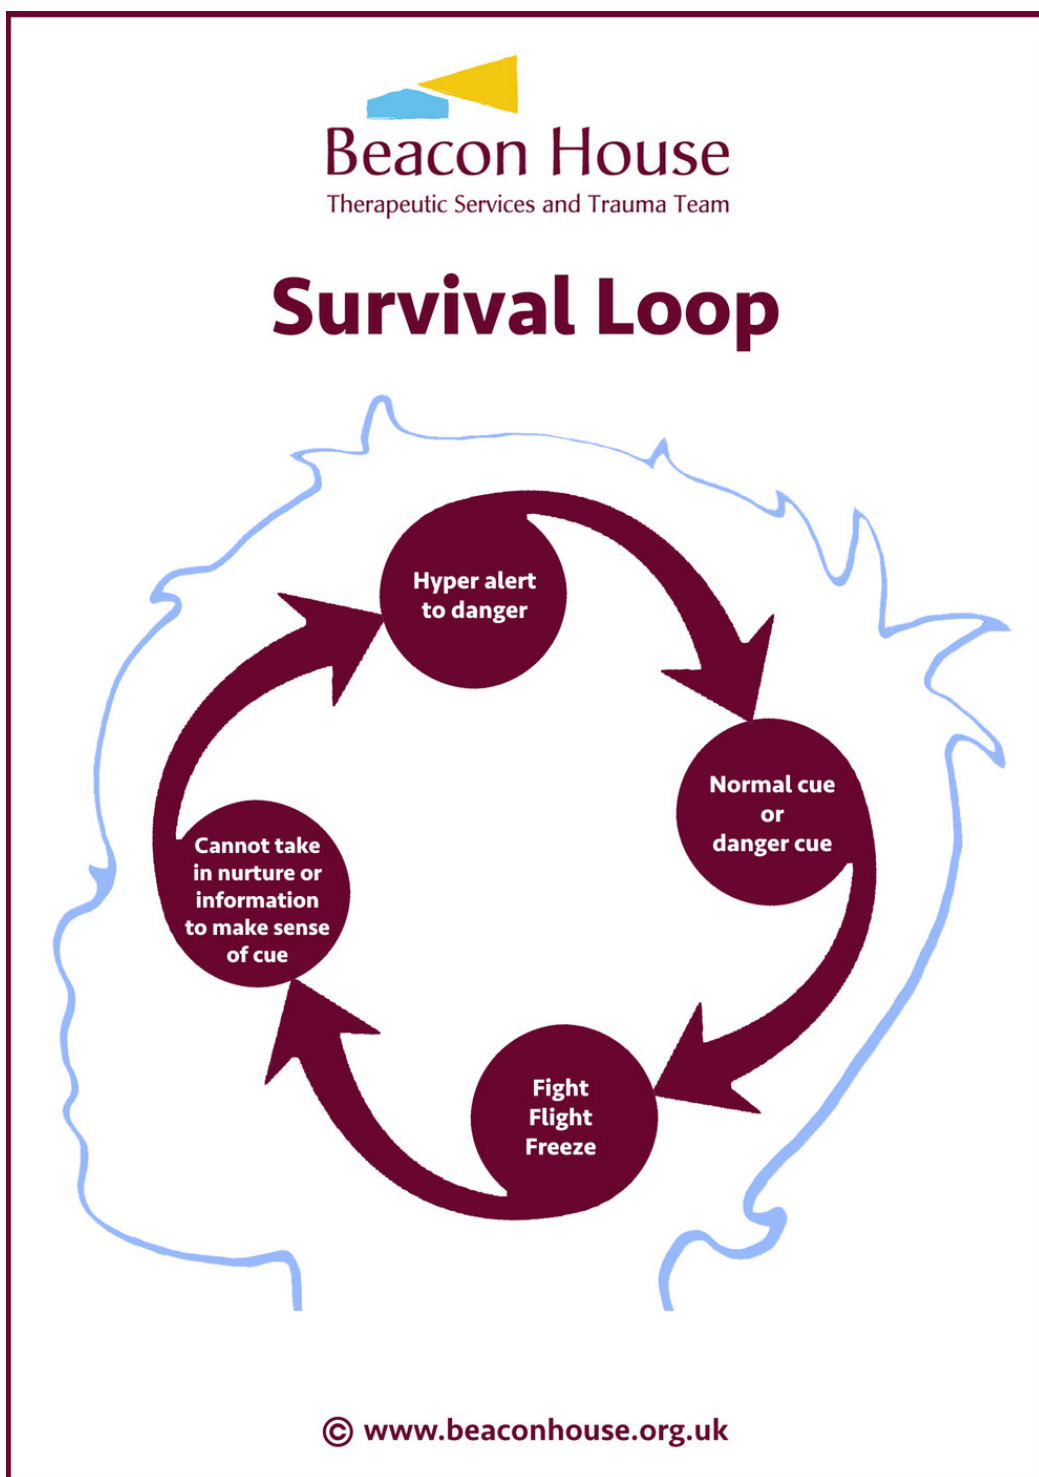 Beacon House
Therapeutic Services and Trauma Team
Survival Loop
Hyper alert
to danger
Normal cue
or
danger cue
Fight
Flight
Freeze
Cannot take
in nurture or
information
to make sense
of cue
© www.beaconhouse.org.uk